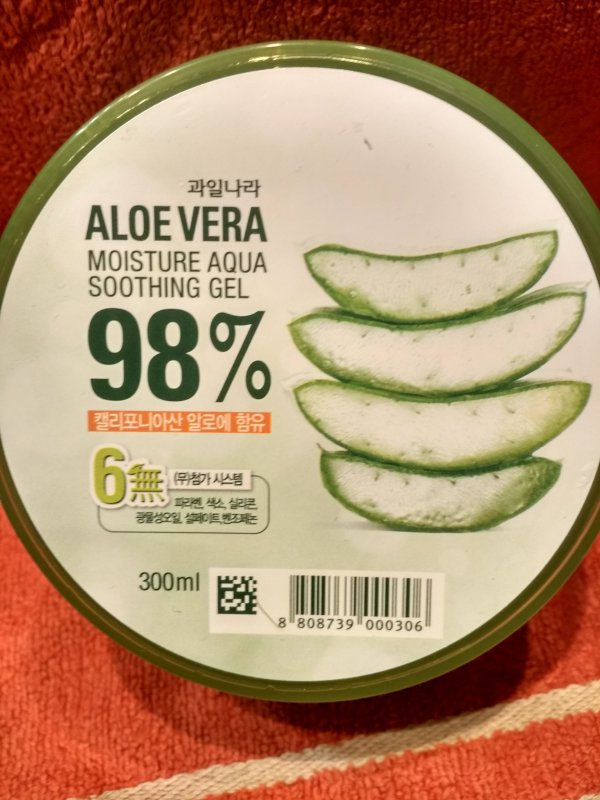 과일나라
ALOE VERA
MOISTURE AQUA
SOOTHING GEL
98%
캘리포니아산 알로에 함유
6無 (무)첨가 시스템
파라벤, 색소, 실리콘,
광물성오일, 설페이트, 벤조페논
300ml
8 808739 000306